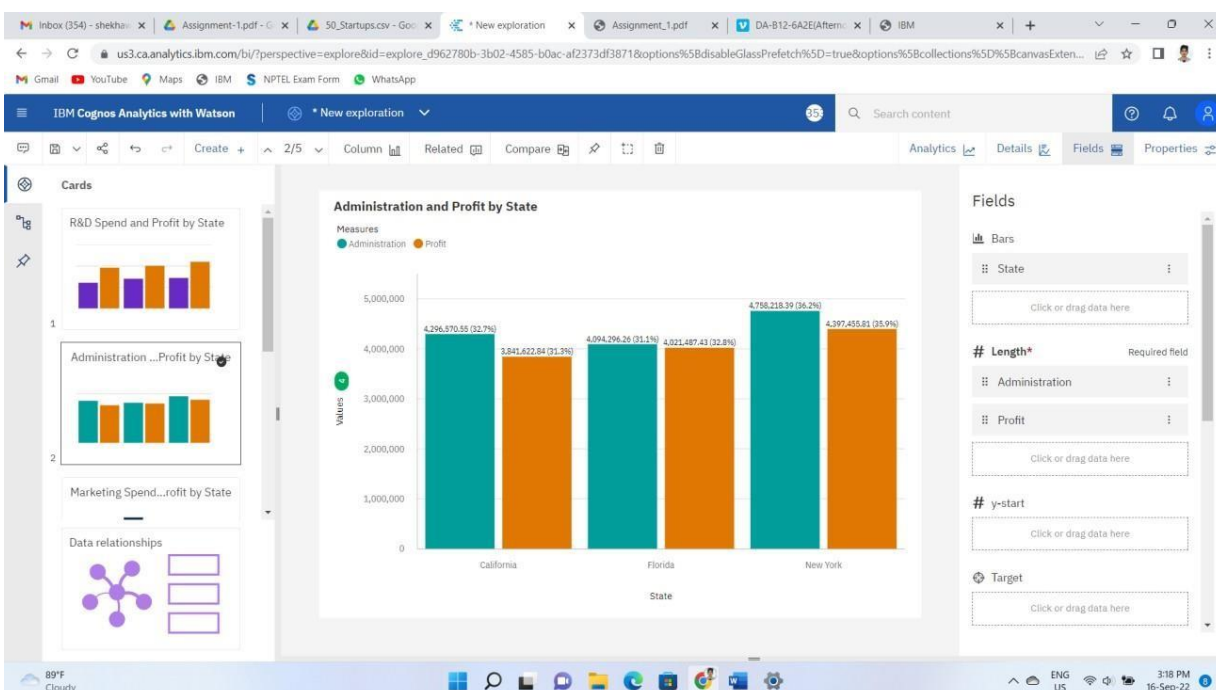 Inbox (354) - shekhav
Assignment-1.pdf - G
50_Startups.csv - Goo
* New exploration
Assignment_1.pdf
DA-B12-6A2E(Aftern
IBM
us3.ca.analytics.ibm.com/bi/?perspective=explore&id=explore_d962780b-3b02-4585-b0ac-af2373df3871&options%5BdisableGlassPrefetch%5D=true&options%5Bcollections%5D%5BcanvasExten...
Gmail YouTube Maps IBM NPTEL Exam Form WhatsApp
IBM Cognos Analytics with Watson
* New exploration
Search content
Create +
2/5
Column
Related
Compare
Analytics
Details
Fields
Properties
Cards
R&D Spend and Profit by State
1
Administration ...Profit by State
2
Marketing Spend...rofit by State
Data relationships
Administration and Profit by State
Measures
Administration Profit
5,000,000
4,000,000
3,000,000
2,000,000
1,000,000
0
Values
4,296,570.55 (32.7%)
3,841,622.84 (31.3%)
4,094,296.26 (31.1%)
4,021,487.43 (32.8%)
4,758,218.39 (36.2%)
4,397,455.81 (35.9%)
California
Florida
New York
State
Fields
Bars
State
Click or drag data here
# Length*
Required field
Administration
Profit
Click or drag data here
# y-start
Click or drag data here
Target
Click or drag data here
89°F
Cloudy
ENG
US
3:18 PM
16-Sep-22
8